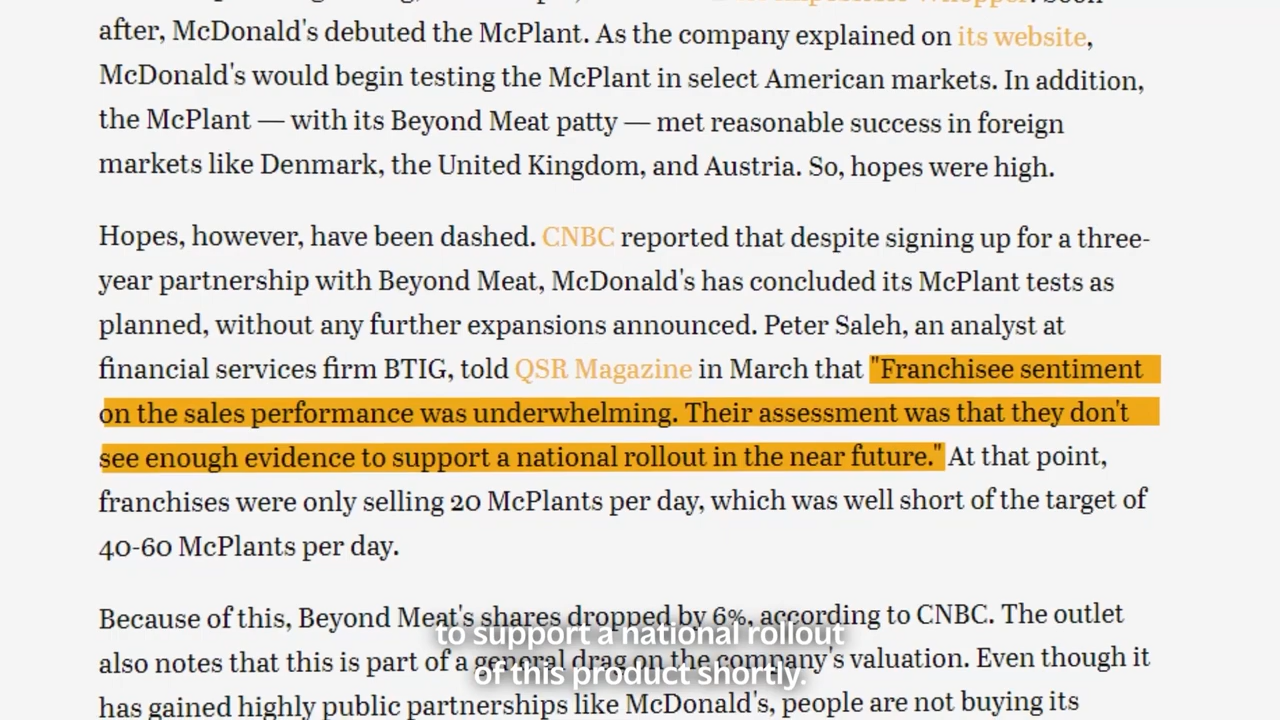 after, McDonald's debuted the McPlant. As the company explained on its website,
McDonald's would begin testing the McPlant in select American markets. In addition,
the McPlant — with its Beyond Meat patty — met reasonable success in foreign
markets like Denmark, the United Kingdom, and Austria. So, hopes were high.
Hopes, however, have been dashed. CNBC reported that despite signing up for a three-
year partnership with Beyond Meat, McDonald's has concluded its McPlant tests as
planned, without any further expansions announced. Peter Saleh, an analyst at
financial services firm BTIG, told QSR Magazine in March that "Franchisee sentiment
on the sales performance was underwhelming. Their assessment was that they don't
see enough evidence to support a national rollout in the near future." At that point,
franchises were only selling 20 McPlants per day, which was well short of the target of
40-60 McPlants per day.
Because of this, Beyond Meat's shares dropped by 6%, according to CNBC. The outlet
to support a national rollout
also notes that this is part of a general drag on the company's valuation. Even though it
of this product shortly.
has gained highly public partnerships like McDonald's, people are not buying its